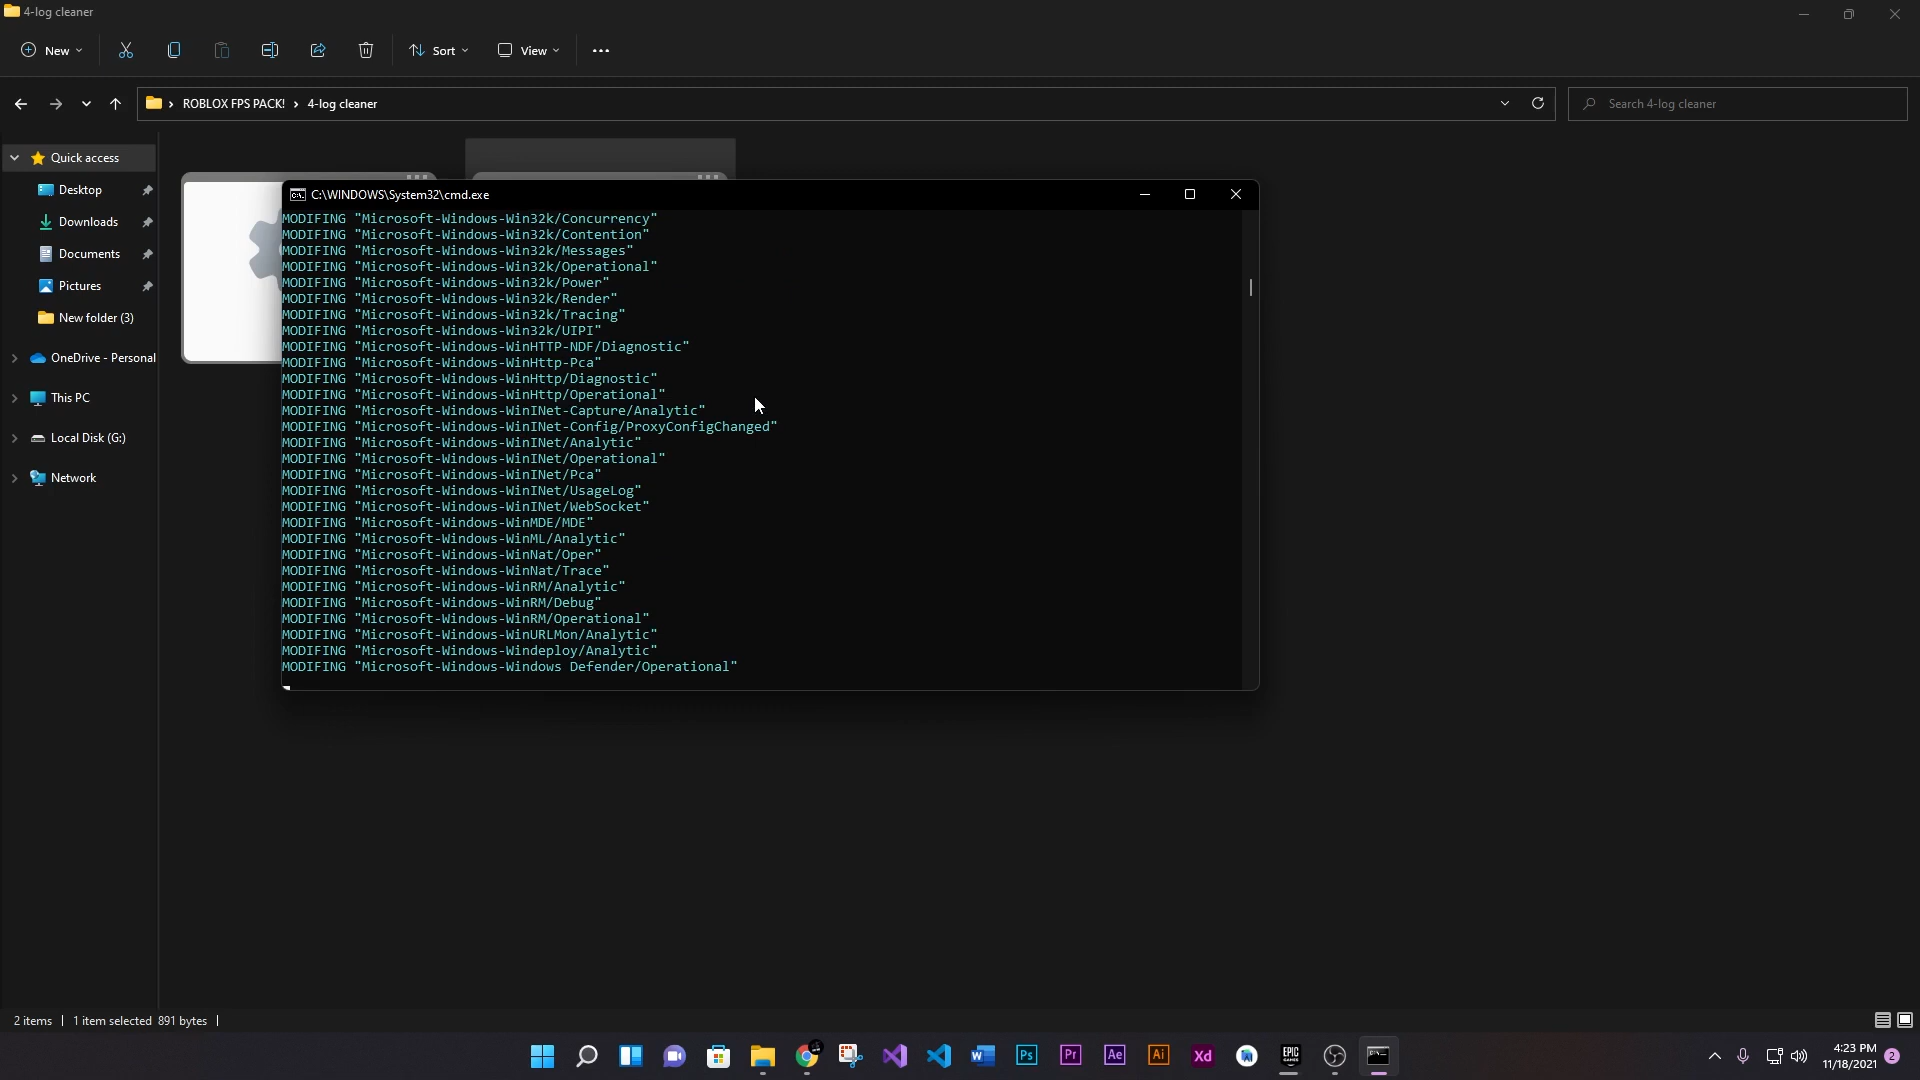 4-log cleaner
New
Sort
View
ROBLOX FPS PACK!
4-log cleaner
Search 4-log cleaner
Quick access
Desktop
Downloads
Documents
Pictures
New folder (3)
OneDrive - Personal
This PC
Local Disk (G:)
Network
C:\WINDOWS\System32\cmd.exe
MODIFING "Microsoft-Windows-Win32k/Concurrency"
MODIFING "Microsoft-Windows-Win32k/Contention"
MODIFING "Microsoft-Windows-Win32k/Messages"
MODIFING "Microsoft-Windows-Win32k/Operational"
MODIFING "Microsoft-Windows-Win32k/Power"
MODIFING "Microsoft-Windows-Win32k/Render"
MODIFING "Microsoft-Windows-Win32k/Tracing"
MODIFING "Microsoft-Windows-Win32k/UIPI"
MODIFING "Microsoft-Windows-WinHTTP-NDF/Diagnostic"
MODIFING "Microsoft-Windows-WinHttp-Pca"
MODIFING "Microsoft-Windows-WinHttp/Diagnostic"
MODIFING "Microsoft-Windows-WinHttp/Operational"
MODIFING "Microsoft-Windows-WinINet-Capture/Analytic"
MODIFING "Microsoft-Windows-WinINet-Config/ProxyConfigChanged"
MODIFING "Microsoft-Windows-WinINet/Analytic"
MODIFING "Microsoft-Windows-WinINet/Operational"
MODIFING "Microsoft-Windows-WinINet/Pca"
MODIFING "Microsoft-Windows-WinINet/UsageLog"
MODIFING "Microsoft-Windows-WinINet/WebSocket"
MODIFING "Microsoft-Windows-WinMDE/MDE"
MODIFING "Microsoft-Windows-WinML/Analytic"
MODIFING "Microsoft-Windows-WinNat/Oper"
MODIFING "Microsoft-Windows-WinNat/Trace"
MODIFING "Microsoft-Windows-WinRM/Analytic"
MODIFING "Microsoft-Windows-WinRM/Debug"
MODIFING "Microsoft-Windows-WinRM/Operational"
MODIFING "Microsoft-Windows-WinURLMon/Analytic"
MODIFING "Microsoft-Windows-Windeploy/Analytic"
MODIFING "Microsoft-Windows-Windows Defender/Operational"
2 items
1 item selected 891 bytes
Ps
Pr
Ae
Ai
Xd
EPIC
GAMES
4:23 PM
11/18/2021
2